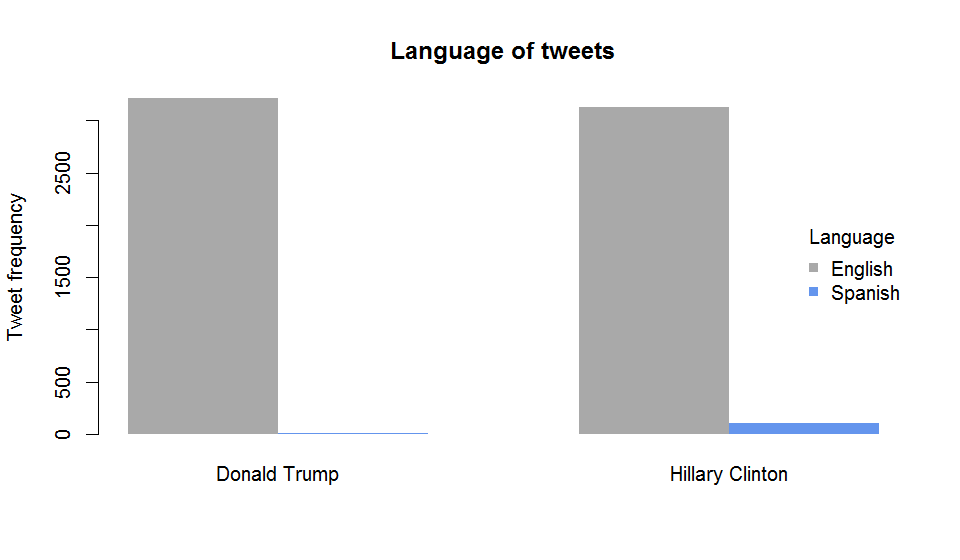 Language of tweets
Tweet frequency
2500
1500
500
0
Language
English
Spanish
Donald Trump
Hillary Clinton